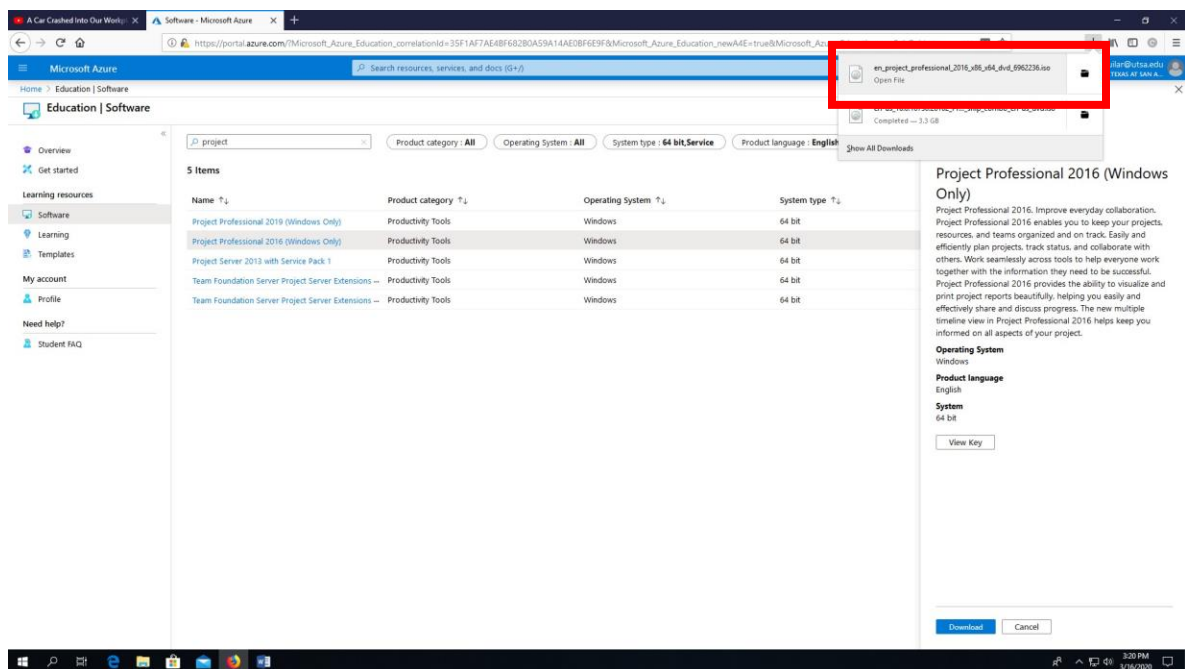 A Car Crashed Into Our Workpl
Software - Microsoft Azure
https://portal.azure.com/?Microsoft_Azure_Education_correlationId=35F1AF7AE4BF682B0A59A14AE0BF6E9F&Microsoft_Azure_Education_newA4E=true&Microsoft_Azu
Microsoft Azure
Search resources, services, and docs (G+/)
ilar@utsa.edu
TEXAS AT SAN A...
en_project_professional_2016_x86_x64_dvd_6962236.iso
Open File
Completed — 3.3 GB
Show All Downloads
Home > Education | Software
Education | Software
Overview
Get started
Learning resources
Software
Learning
Templates
My account
Profile
Need help?
Student FAQ
project
Product category : All
Operating System : All
System type : 64 bit,Service
Product language : English
5 Items
Name Product category Operating System System type
Project Professional 2019 (Windows Only) Productivity Tools Windows 64 bit
Project Professional 2016 (Windows Only) Productivity Tools Windows 64 bit
Project Server 2013 with Service Pack 1 Productivity Tools Windows 64 bit
Team Foundation Server Project Server Extensions — Productivity Tools Windows 64 bit
Team Foundation Server Project Server Extensions — Productivity Tools Windows 64 bit
Project Professional 2016 (Windows
Only)
Project Professional 2016. Improve everyday collaboration.
Project Professional 2016 enables you to keep your projects,
resources, and teams organized and on track. Easily and
efficiently plan projects, track status, and collaborate with
others. Work seamlessly across tools to help everyone work
together with the information they need to be successful.
Project Professional 2016 provides the ability to visualize and
print project reports beautifully, helping you easily and
effectively share and discuss progress. The new multiple
timeline view in Project Professional 2016 helps keep you
informed on all aspects of your project.
Operating System
Windows
Product language
English
System
64 bit
View Key
Download
Cancel
3:20 PM
3/16/2020